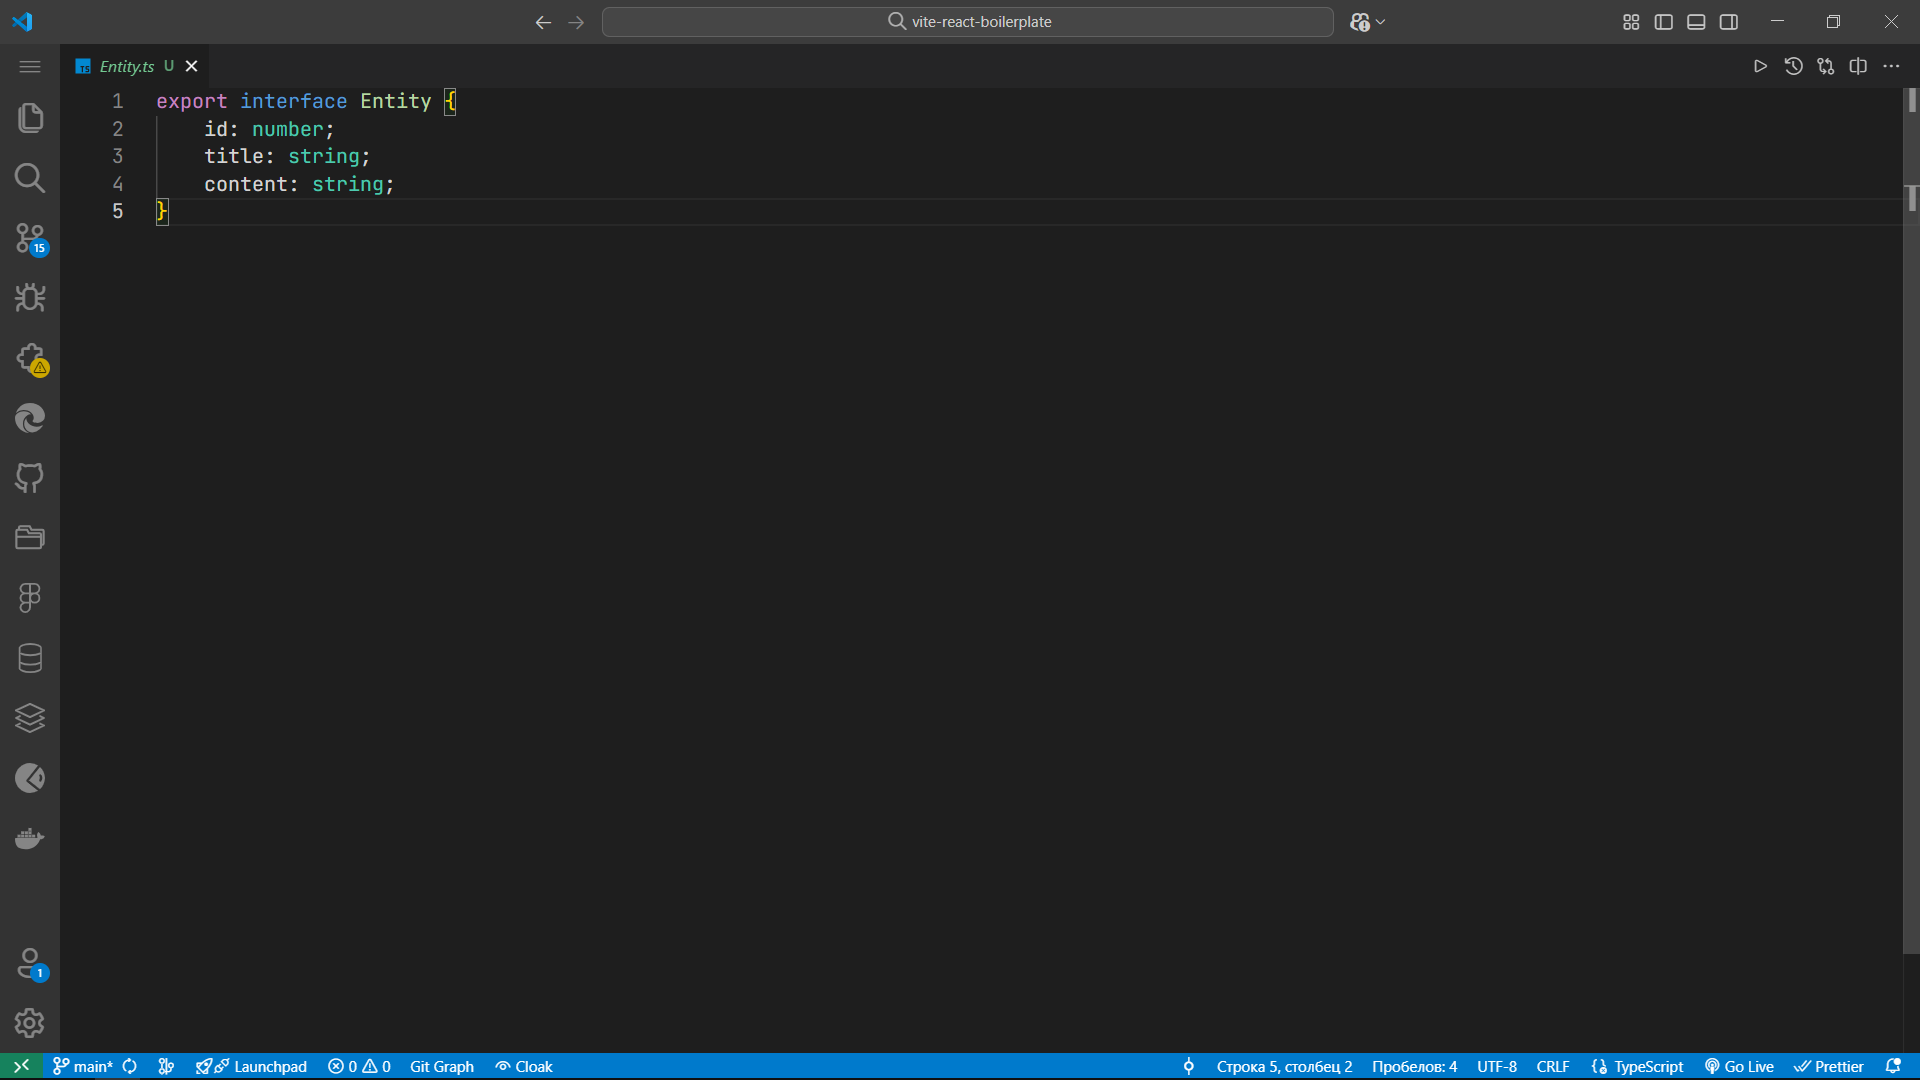 vite-react-boilerplate
TS Entity.ts U
1 export interface Entity {
2 id: number;
3 title: string;
4 content: string;
5 }
15
1
main* Launchpad 0 0 Git Graph Cloak Строка 5, столбец 2 Пробелов: 4 UTF-8 CRLF TypeScript Go Live Prettier